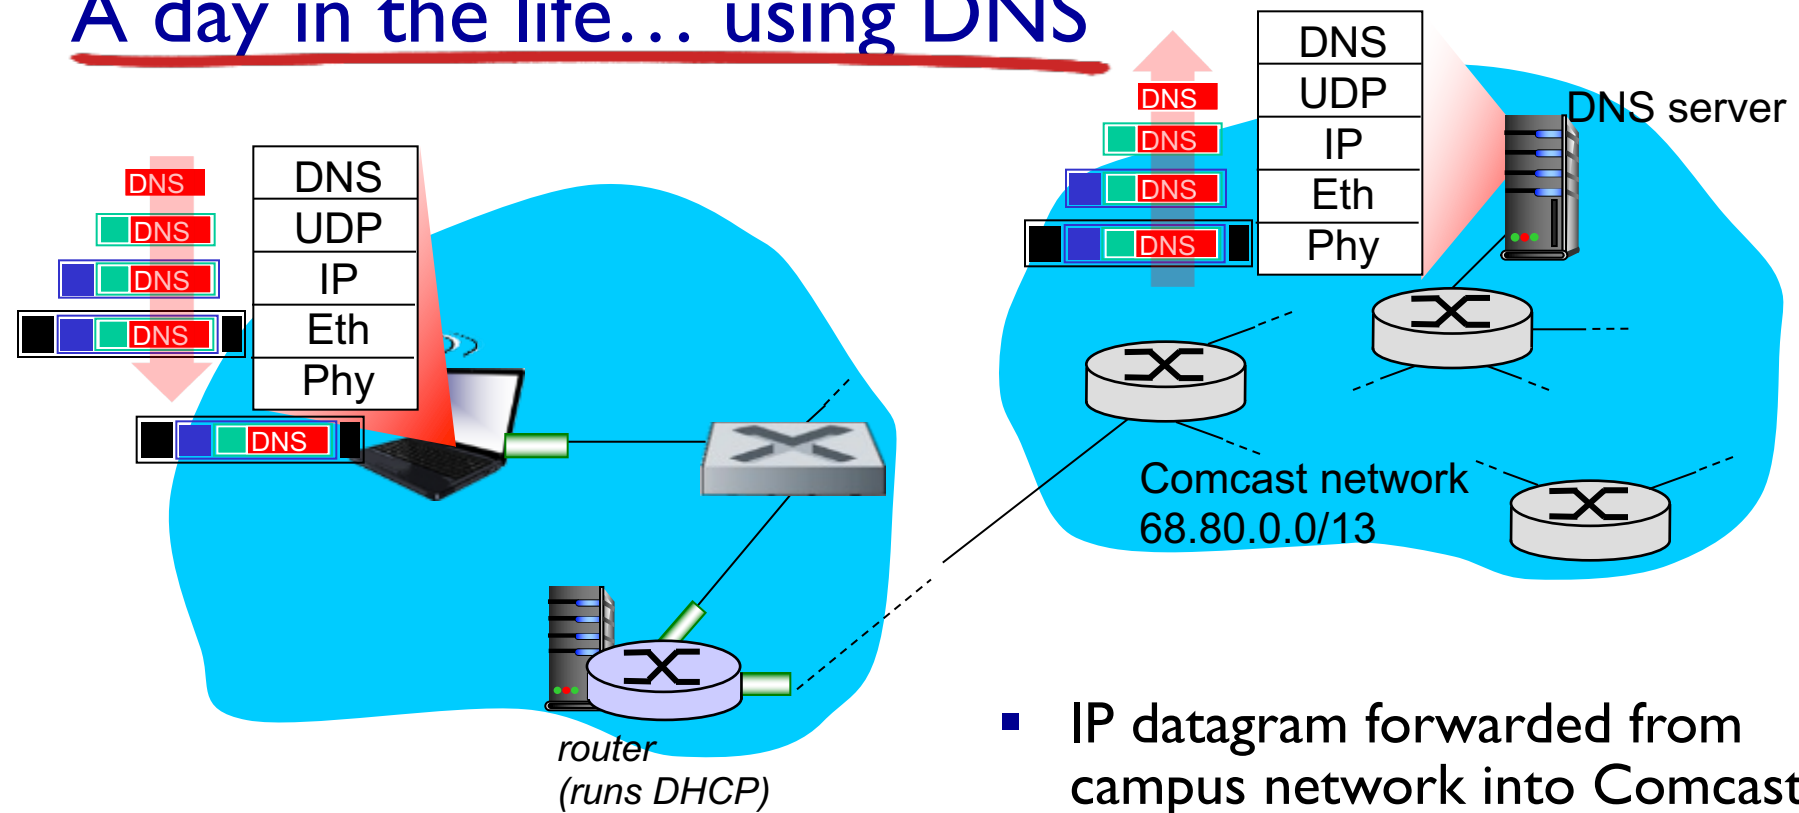 A day in the life… using DNS
DNS
DNS
DNS
DNS
DNS
DNS
UDP
IP
Eth
Phy
DNS
DNS
DNS
DNS
DNS
UDP
IP
Eth
Phy
DNS server
Comcast network
68.80.0.0/13
router
(runs DHCP)
▪ IP datagram forwarded from
campus network into Comcast